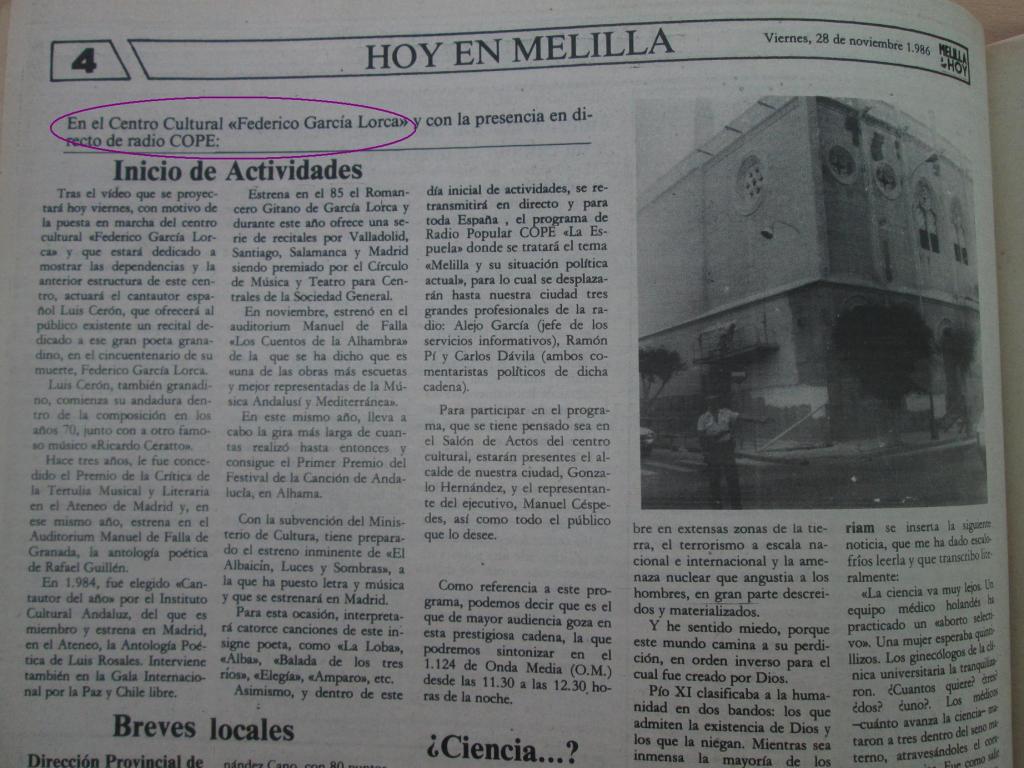 4
HOY EN MELILLA
Viernes, 28 de noviembre 1.986
MELILLA
HOY
En el Centro Cultural «Federico García Lorca» y con la presencia en di-
recto de radio COPE:
Inicio de Actividades
Tras el vídeo que se proyec-
tará hoy viernes, con motivo de
la puesta en marcha del centro
cultural «Federico García Lor-
ca» y que estará dedicado a
mostrar las dependencias y la
anterior estructura de este cen-
tro, actuará el cantautor espa-
ñol Luis Cerón, que ofrecerá al
público existente un recital de-
dicado a ese gran poeta grana-
dino, en el cincuentenario de su
muerte, Federico García Lorca.
Luis Cerón, también granadi-
no, comienza su andadura den-
tro de la composición en los
años 70, junto con a otro famo-
so músico «Ricardo Ceratto».
Hace tres años, le fue conce-
dido el Premio de la Crítica de
la Tertulia Musical y Literaria
en el Ateneo de Madrid y, en
ese mismo año, estrena en el
Auditorium Manuel de Falla de
Granada, la antología poética
de Rafael Guillén.
En 1.984, fue elegido «Can-
tautor del año» por el Instituto
Cultural Andaluz, del que es
miembro y estrena en Madrid,
en el Ateneo, la Antología Poé-
tica de Luis Rosales. Interviene
también en la Gala Internacio-
nal por la Paz y Chile libre.
Estrena en el 85 el Roman-
cero Gitano de García Lorca y
durante este año ofrece una se-
rie de recitales por Valladolid,
Santiago, Salamanca y Madrid
siendo premiado por el Círculo
de Música y Teatro para Cen-
trales de la Sociedad General.
En noviembre, estrenó en el
auditorium Manuel de Falla
«Los Cuentos de la Alhambra»
de la que se ha dicho que es
«una de las obras más escuetas
y mejor representadas de la Mú-
sica Andalusí y Mediterránea».
En este mismo año, lleva a
cabo la gira más larga de cuan-
tas realizó hasta entonces y
consigue el Primer Premio del
Festival de la Canción de Anda-
lucía, en Alhama.
Con la subvención del Minis-
terio de Cultura, tiene prepara-
do el estreno inminente de «El
Albaicín, Luces y Sombras», a
la que ha puesto letra y música
y que se estrenará en Madrid.
Para esta ocasión, interpreta-
rá catorce canciones de este in-
signe poeta, como «La Loba»,
«Alba», «Balada de los tres
ríos», «Elegía», «Amparo», etc.
Asimismo, y dentro de este
día inicial de actividades, se re-
transmitirá en directo y para
toda España , el programa de
Radio Popular COPE «La Es-
puela» donde se tratará el tema
«Melilla y su situación política
actual», para lo cual se desplaza-
rán hasta nuestra ciudad tres
grandes profesionales de la ra-
dio: Alejo García (jefe de los
servicios informativos), Ramón
Pí y Carlos Dávila (ambos co-
mentaristas políticos de dicha
cadena).
Para participar en el progra-
ma, que se tiene pensado sea en
el Salón de Actos del centro
cultural, estarán presentes el al-
calde de nuestra ciudad, Gonza-
lo Hernández, y el representan-
te del ejecutivo, Manuel Céspe-
des, así como todo el público
que lo desee.
Como referencia a este pro-
grama, podemos decir que es el
que de mayor audiencia goza en
esta prestigiosa cadena, la que
podremos sintonizar en el
1.124 de Onda Media (O.M.)
desde las 11.30 a las 12.30 ho-
ras de la noche.
bre en extensas zonas de la tie-
rra, el terrorismo a escala na-
cional e internacional y la ame-
naza nuclear que angustia a los
hombres, en gran parte descreí-
dos y materializados.
Y he sentido miedo, porque
este mundo camina a su perdi-
ción, en orden inverso para el
cual fue creado por Dios.
Pío XI clasificaba a la huma-
nidad en dos bandos: los que
admiten la existencia de Dios y
los que la niegan. Mientras sea
inmensa la mayoría de los
riam se inserta la siguiente
noticia, que me ha dado escalo-
fríos leerla y que transcribo lite-
ralmente:
«La ciencia va muy lejos. Un
equipo médico holandés ha
practicado un «aborto selecti-
vo». Una mujer esperaba quinti-
llizos. Los ginecólogos de la clí-
nica universitaria la tranquiliza-
ron. ¿Cuantos quiere? ¿tres?
¿dos? ¿uno?. Los médicos
—cuánto avanza la ciencia— ma-
taron a tres dentro del seno ma-
terno, atravesándoles el
Fue como
Breves locales
Dirección Provincial de
nández Cano, con 80 puntos
¿Ciencia...?